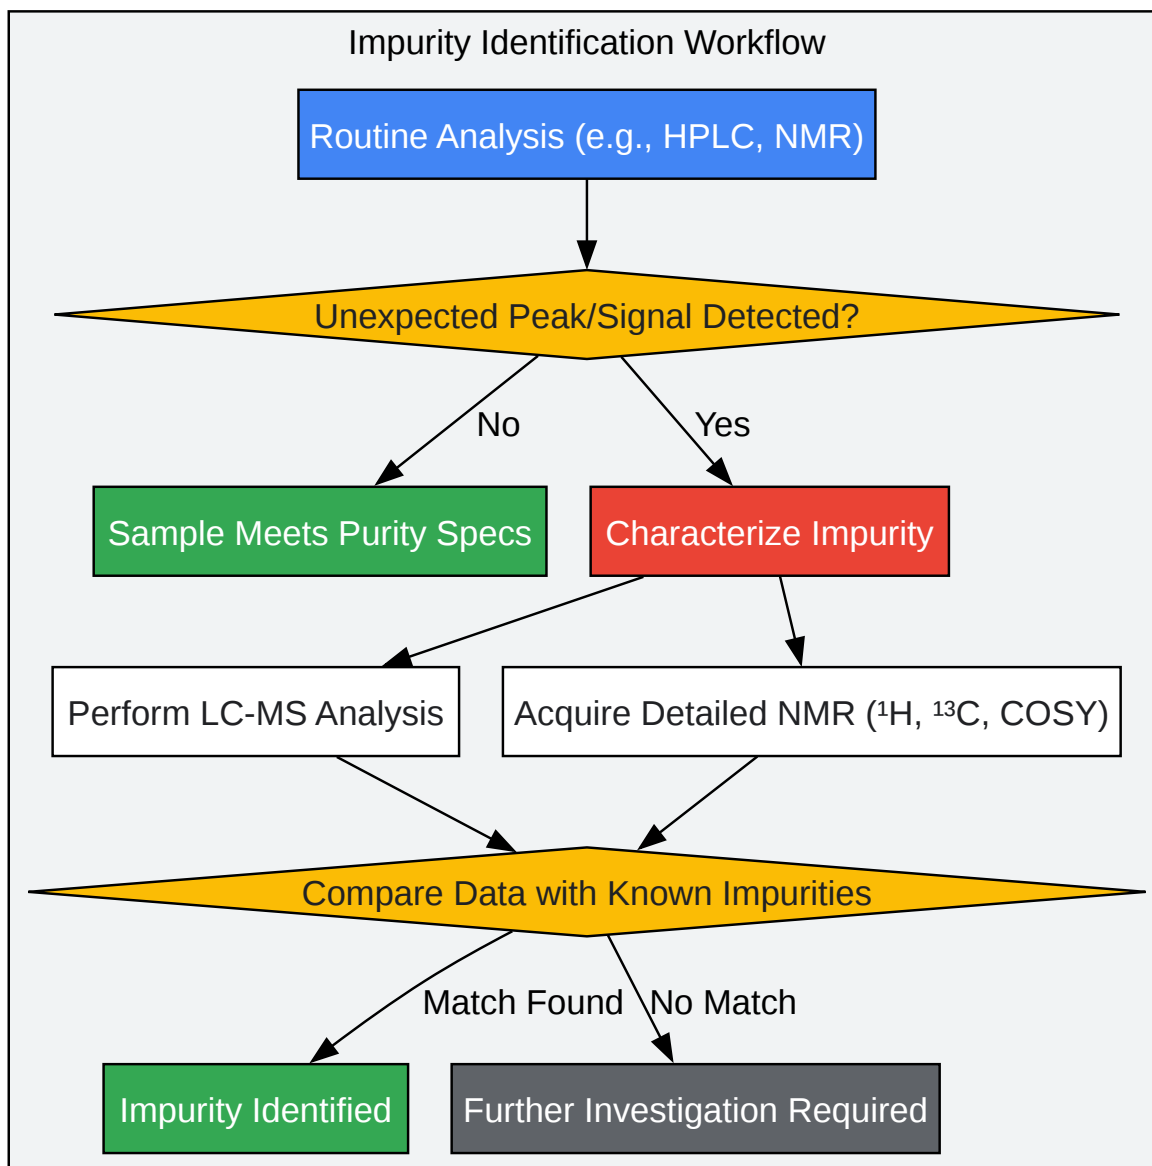 Impurity Identification Workflow
Routine Analysis (e.g., HPLC, NMR)
Unexpected Peak/Signal Detected?
No
Yes
Sample Meets Purity Specs
Characterize Impurity
Perform LC-MS Analysis
Acquire Detailed NMR (¹H, ¹³C, COSY)
Compare Data with Known Impurities
Match Found
No Match
Impurity Identified
Further Investigation Required